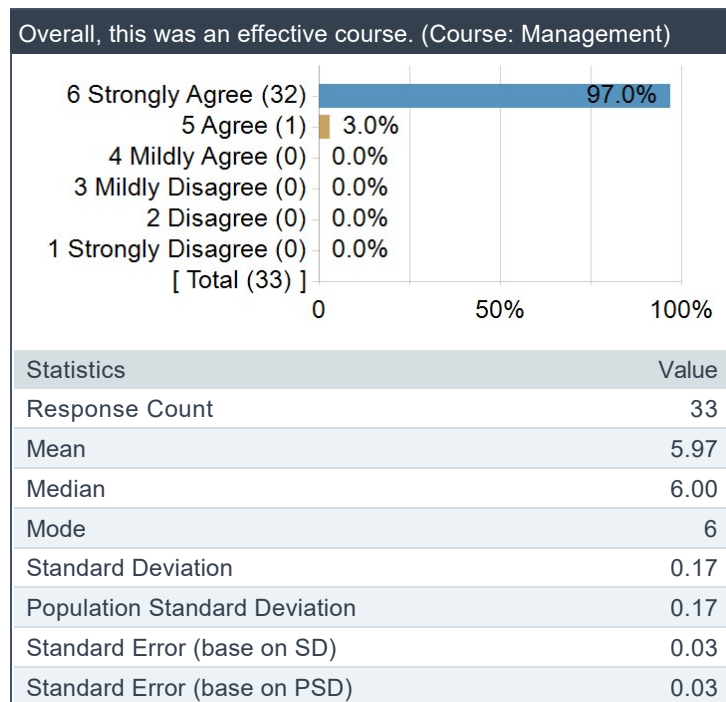 Overall, this was an effective course. (Course: Management)
6 Strongly Agree (32) 97.0%
5 Agree (1) 3.0%
4 Mildly Agree (0) 0.0%
3 Mildly Disagree (0) 0.0%
2 Disagree (0) 0.0%
1 Strongly Disagree (0) 0.0%
[ Total (33) ]
0 50% 100%
Statistics Value
Response Count 33
Mean 5.97
Median 6.00
Mode 6
Standard Deviation 0.17
Population Standard Deviation 0.17
Standard Error (base on SD) 0.03
Standard Error (base on PSD) 0.03